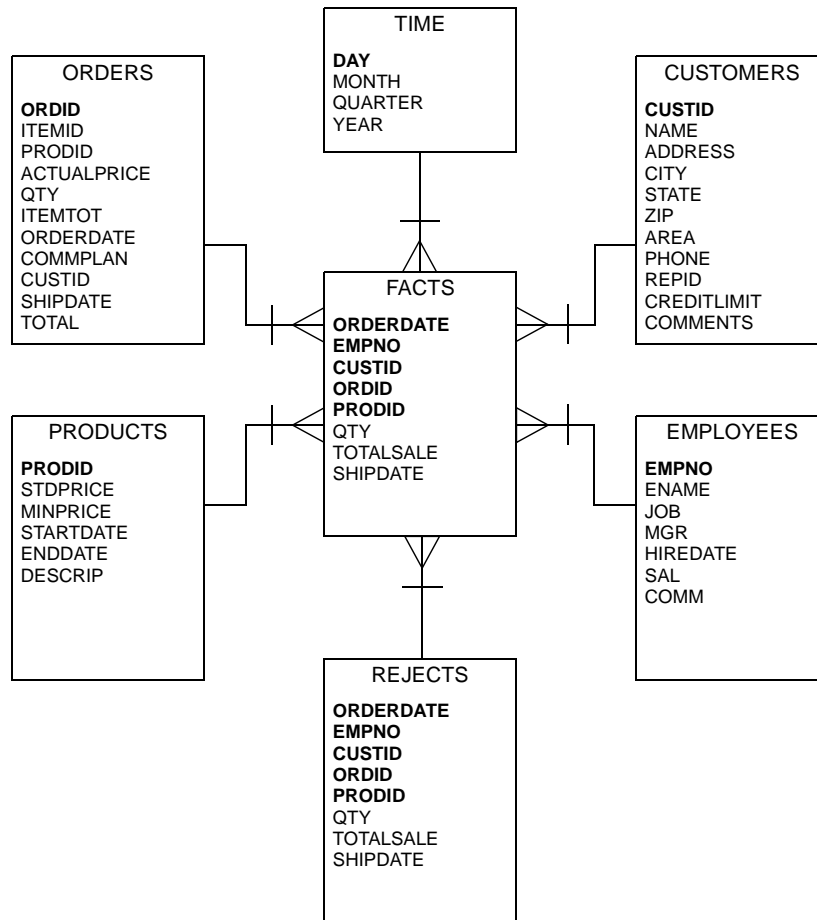 TIME
DAY
MONTH
QUARTER
YEAR
ORDERS
ORDID
ITEMID
PRODID
ACTUALPRICE
QTY
ITEMTOT
ORDERDATE
COMMPLAN
CUSTID
SHIPDATE
TOTAL
CUSTOMERS
CUSTID
NAME
ADDRESS
CITY
STATE
ZIP
AREA
PHONE
REPID
CREDITLIMIT
COMMENTS
FACTS
ORDERDATE
EMPNO
CUSTID
ORDID
PRODID
QTY
TOTALSALE
SHIPDATE
PRODUCTS
PRODID
STDPRICE
MINPRICE
STARTDATE
ENDDATE
DESCRIP
EMPLOYEES
EMPNO
ENAME
JOB
MGR
HIREDATE
SAL
COMM
REJECTS
ORDERDATE
EMPNO
CUSTID
ORDID
PRODID
QTY
TOTALSALE
SHIPDATE